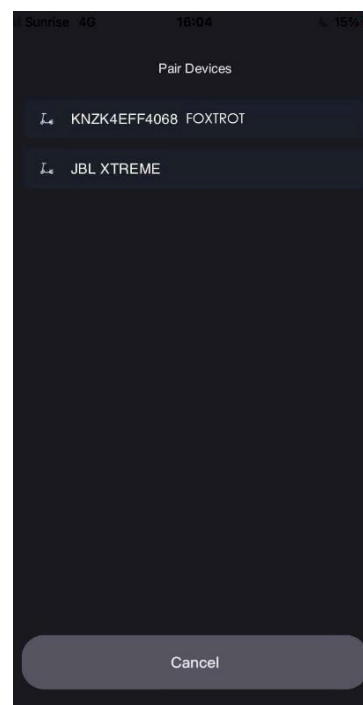 Sunrise 4G 16:04 15%
Pair Devices
KNZK4EFF4068 FOXTROT
JBL XTREME
Cancel